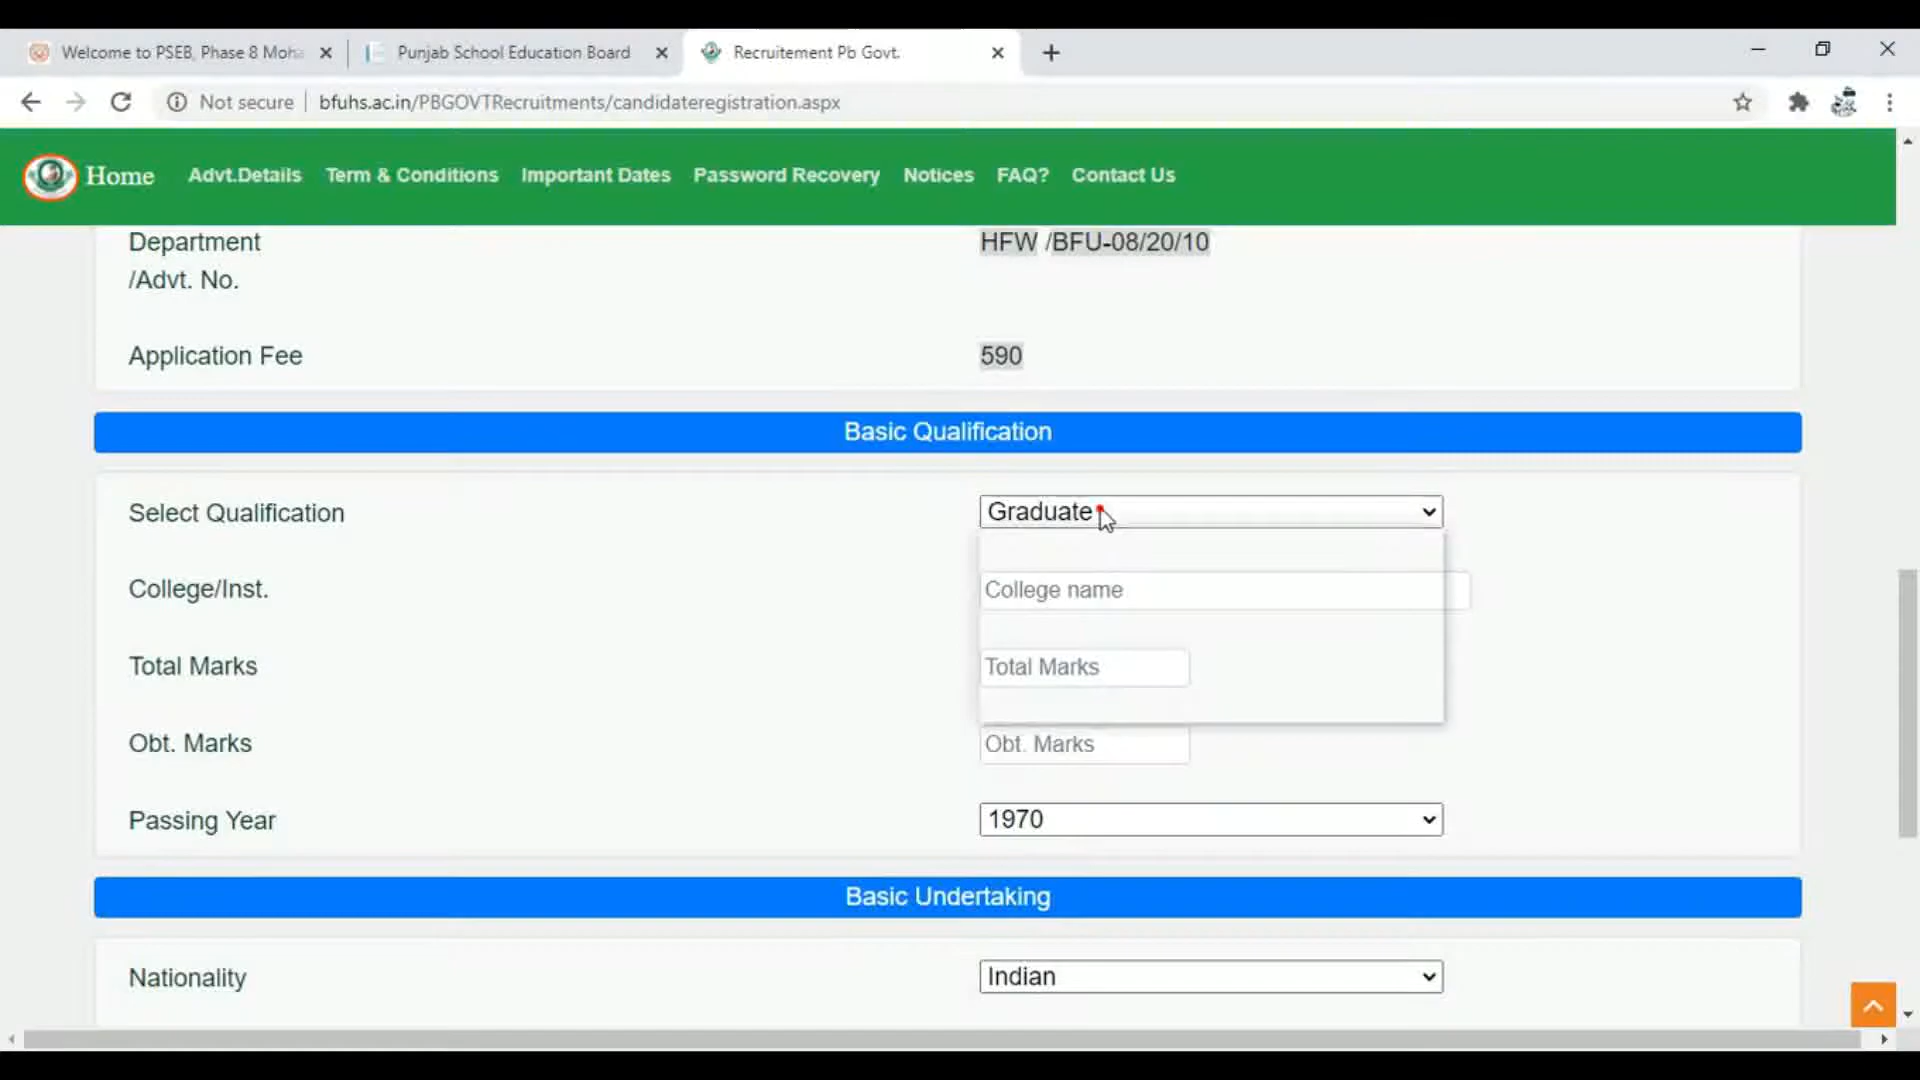 Welcome to PSEB, Phase 8 Moha
Punjab School Education Board
Recruitement Pb Govt.
Not secure
bfuhs.ac.in/PBGOVTRecruitments/candidateregistration.aspx
Home
Advt.Details
Term & Conditions
Important Dates
Password Recovery
Notices
FAQ?
Contact Us
Department
/Advt. No.
HFW /BFU-08/20/10
Application Fee
590
Basic Qualification
Select Qualification
Graduate
College/Inst.
College name
Total Marks
Total Marks
Obt. Marks
Obt. Marks
Passing Year
1970
Basic Undertaking
Nationality
Indian